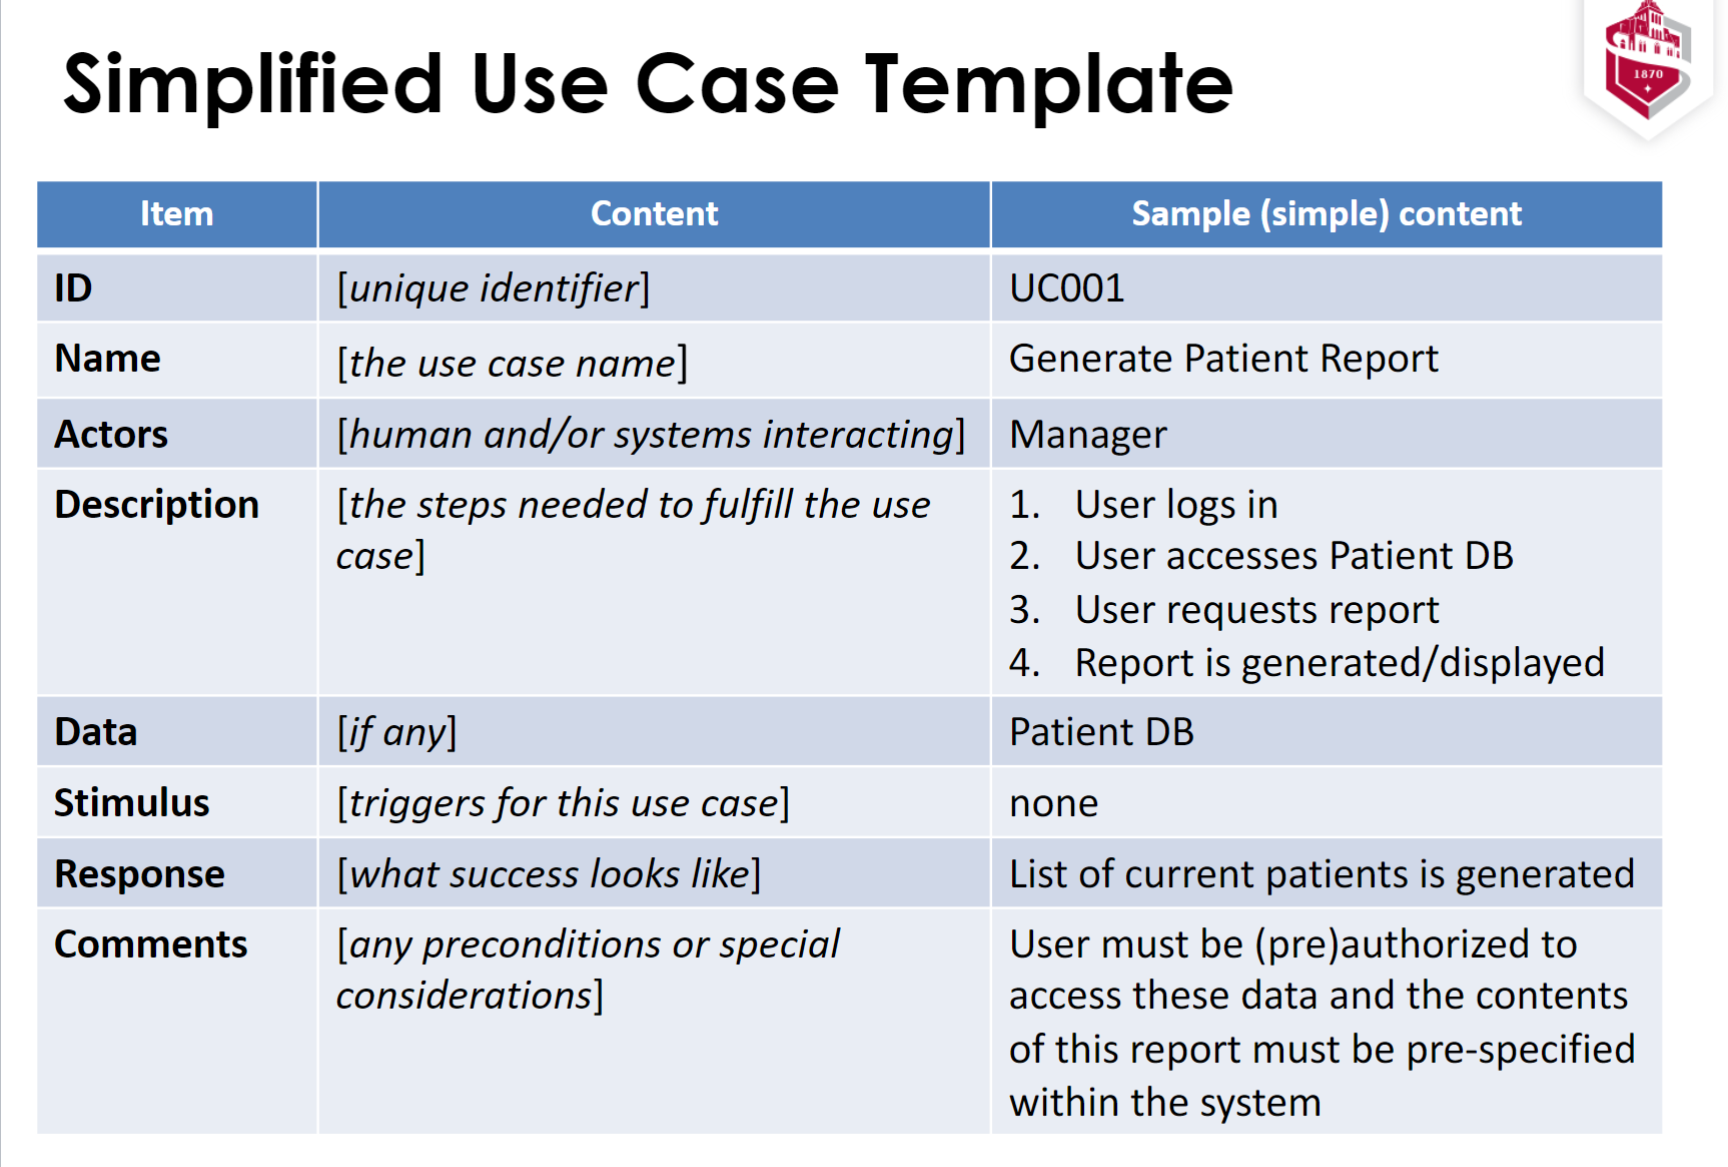 Simplified Use Case Template
1870
Item Content Sample (simple) content
ID [unique identifier] UC001
Name [the use case name] Generate Patient Report
Actors [human and/or systems interacting] Manager
Description [the steps needed to fulfill the use
case]
1. User logs in
2. User accesses Patient DB
3. User requests report
4. Report is generated/displayed
Data [if any] Patient DB
Stimulus [triggers for this use case] none
Response [what success looks like] List of current patients is generated
Comments [any preconditions or special
considerations]
User must be (pre)authorized to
access these data and the contents
of this report must be pre-specified
within the system